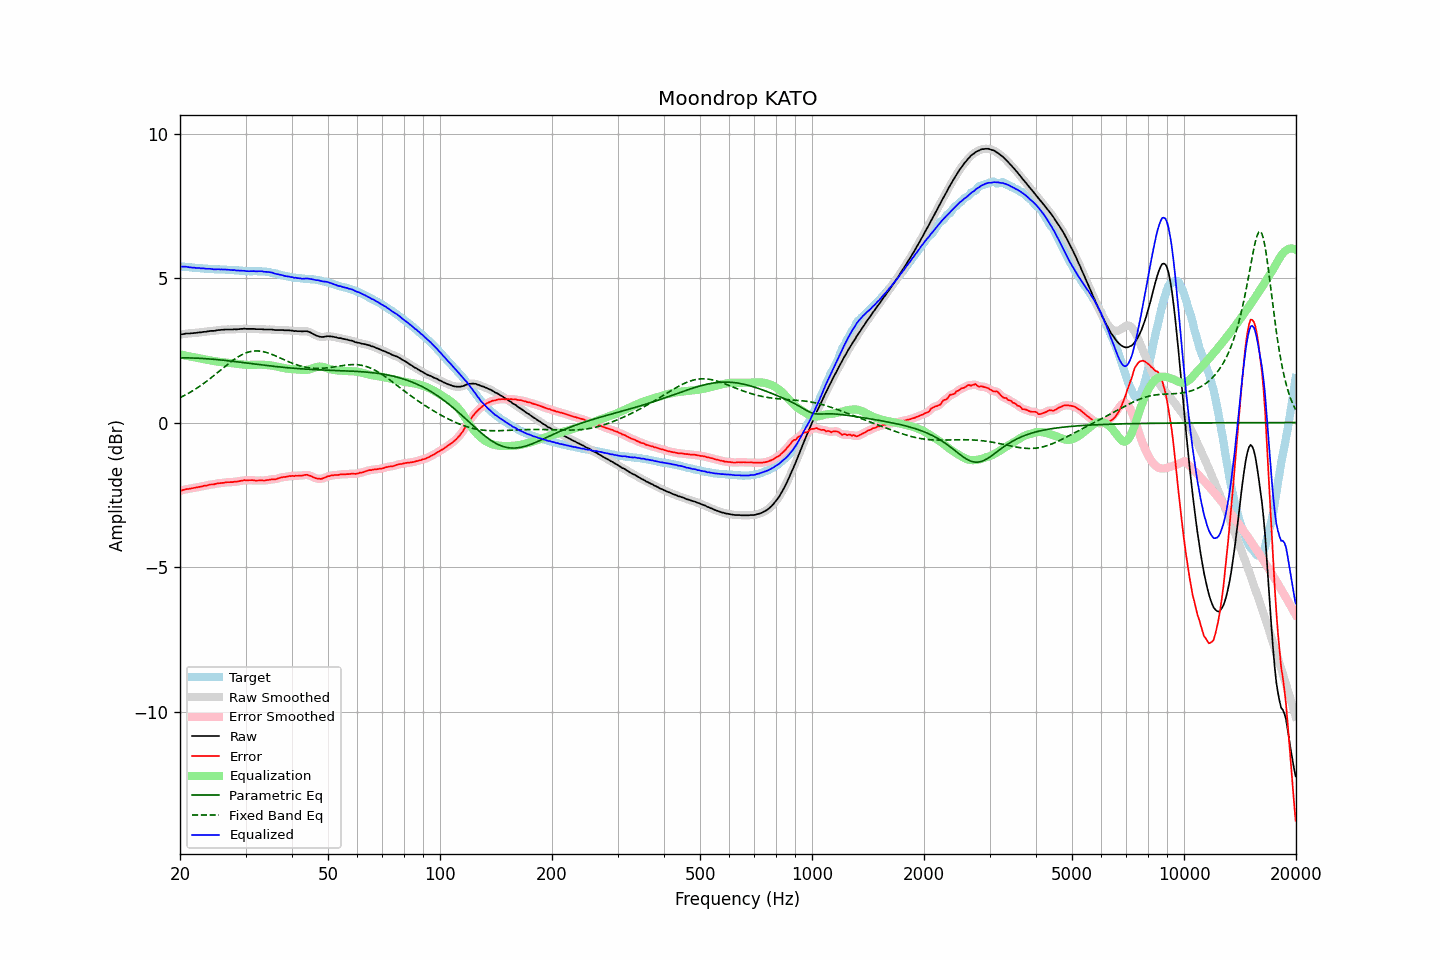 Moondrop KATO
Amplitude (dBr)
10
5
0
−5
−10
Target
Raw Smoothed
Error Smoothed
Raw
Error
Equalization
Parametric Eq
Fixed Band Eq
Equalized
20 50 100 200 500 1000 2000 5000 10000 20000
Frequency (Hz)